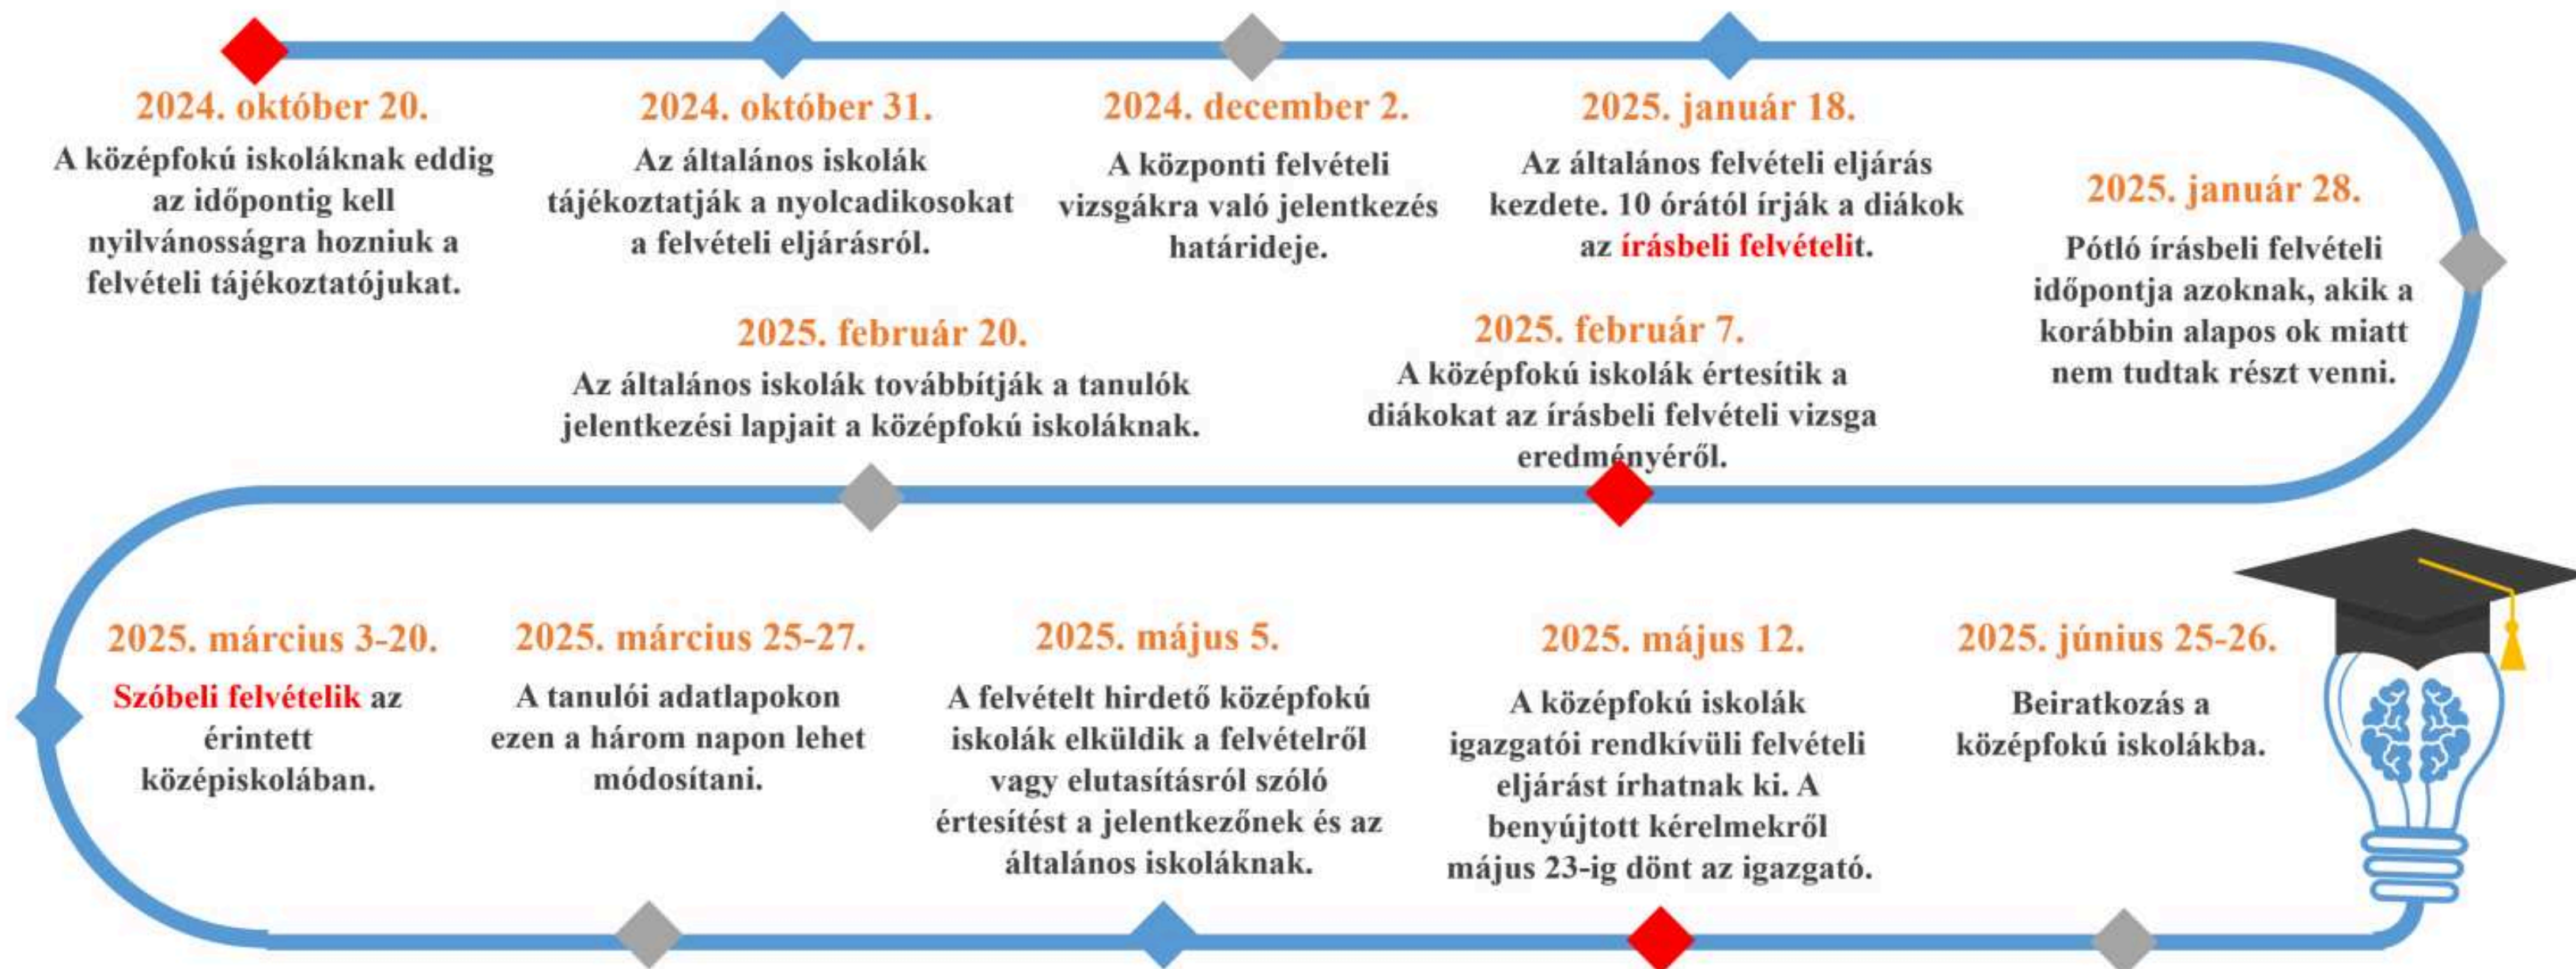 2024. október 20.
A középfokú iskoláknak eddig
az időpontig kell
nyilvánosságra hozniuk a
felvételi tájékoztatójukat.
2024. október 31.
Az általános iskolák
tájékoztatják a nyolcadikosokat
a felvételi eljárásról.
2024. december 2.
A központi felvételi
vizsgákra való jelentkezés
határideje.
2025. január 18.
Az általános felvételi eljárás
kezdete. 10 órától írják a diákok
az írásbeli felvételit.
2025. január 28.
Pótló írásbeli felvételi
időpontja azoknak, akik a
korábbin alapos ok miatt
nem tudtak részt venni.
2025. február 7.
A középfokú iskolák értesítik a
diákokat az írásbeli felvételi vizsga
eredményéről.
2025. február 20.
Az általános iskolák továbbítják a tanulók
jelentkezési lapjait a középfokú iskoláknak.
2025. március 3-20.
Szóbeli felvételik az
érintett
középiskolában.
2025. március 25-27.
A tanulói adatlapokon
ezen a három napon lehet
módosítani.
2025. május 5.
A felvételt hirdető középfokú
iskolák elküldik a felvételről
vagy elutasításról szóló
értesítést a jelentkezőnek és az
általános iskoláknak.
2025. május 12.
A középfokú iskolák
igazgatói rendkívüli felvételi
eljárást írhatnak ki. A
benyújtott kérelmekről
május 23-ig dönt az igazgató.
2025. június 25-26.
Beiratkozás a
középfokú iskolákba.